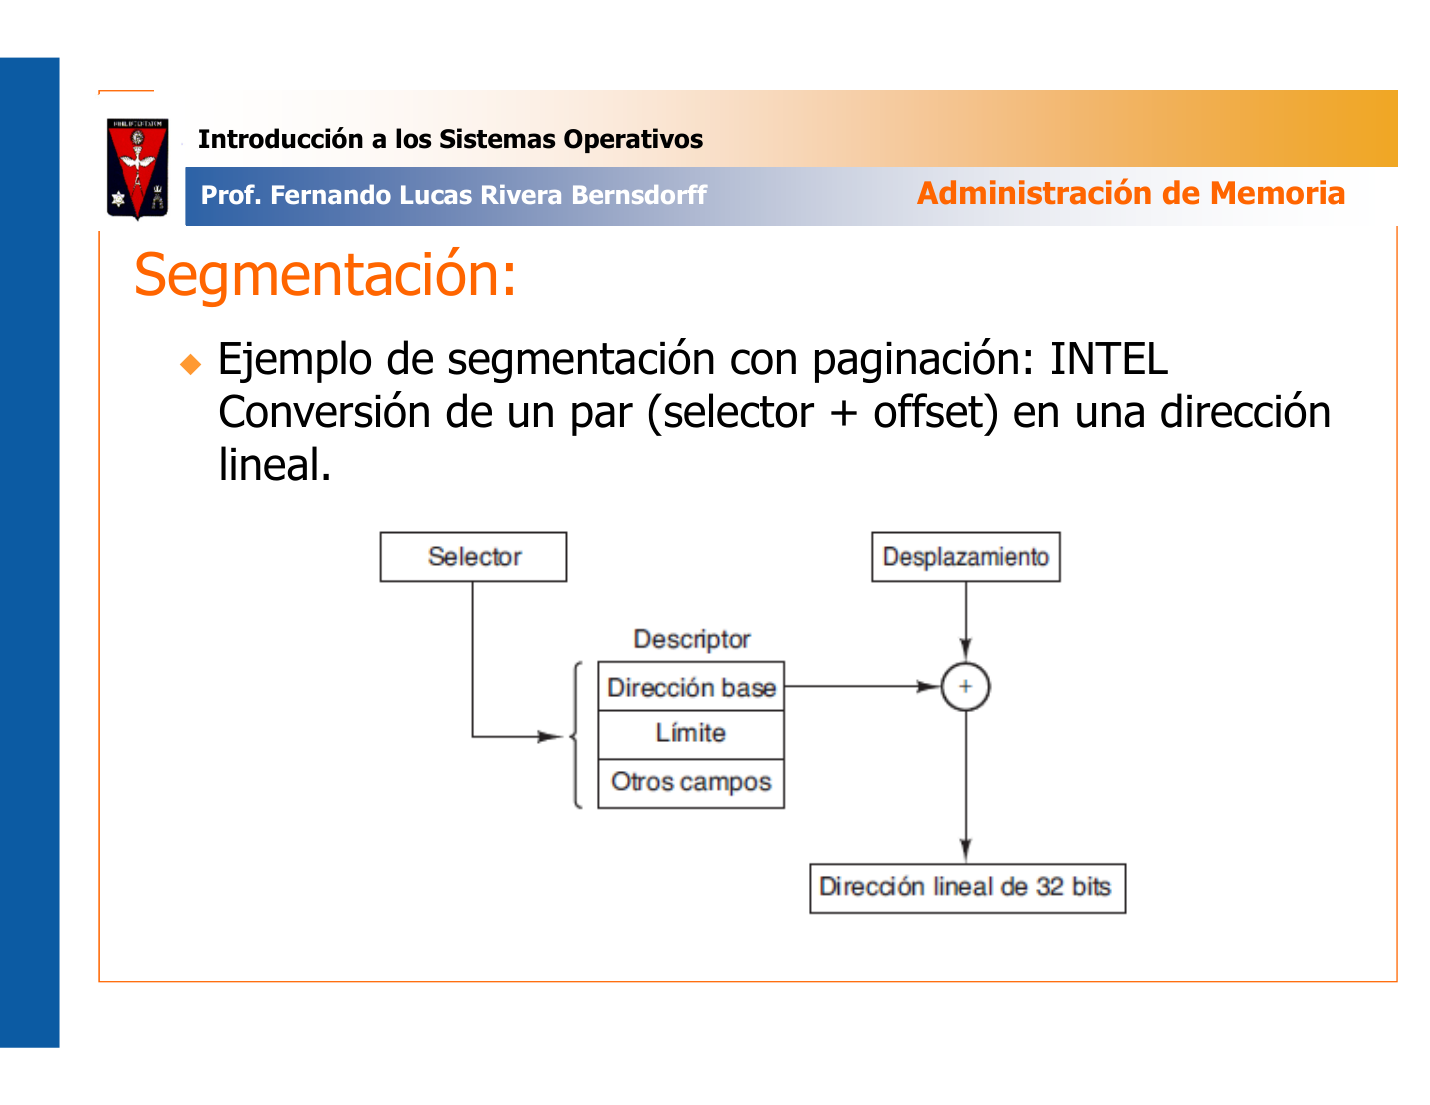 Introducción a los Sistemas Operativos
Prof. Fernando Lucas Rivera Bernsdorff
Administración de Memoria
Segmentación:
Ejemplo de segmentación con paginación: INTEL
Conversión de un par (selector + offset) en una dirección
lineal.
Selector
Desplazamiento
Descriptor
Dirección base
+
Límite
Otros campos
Dirección lineal de 32 bits